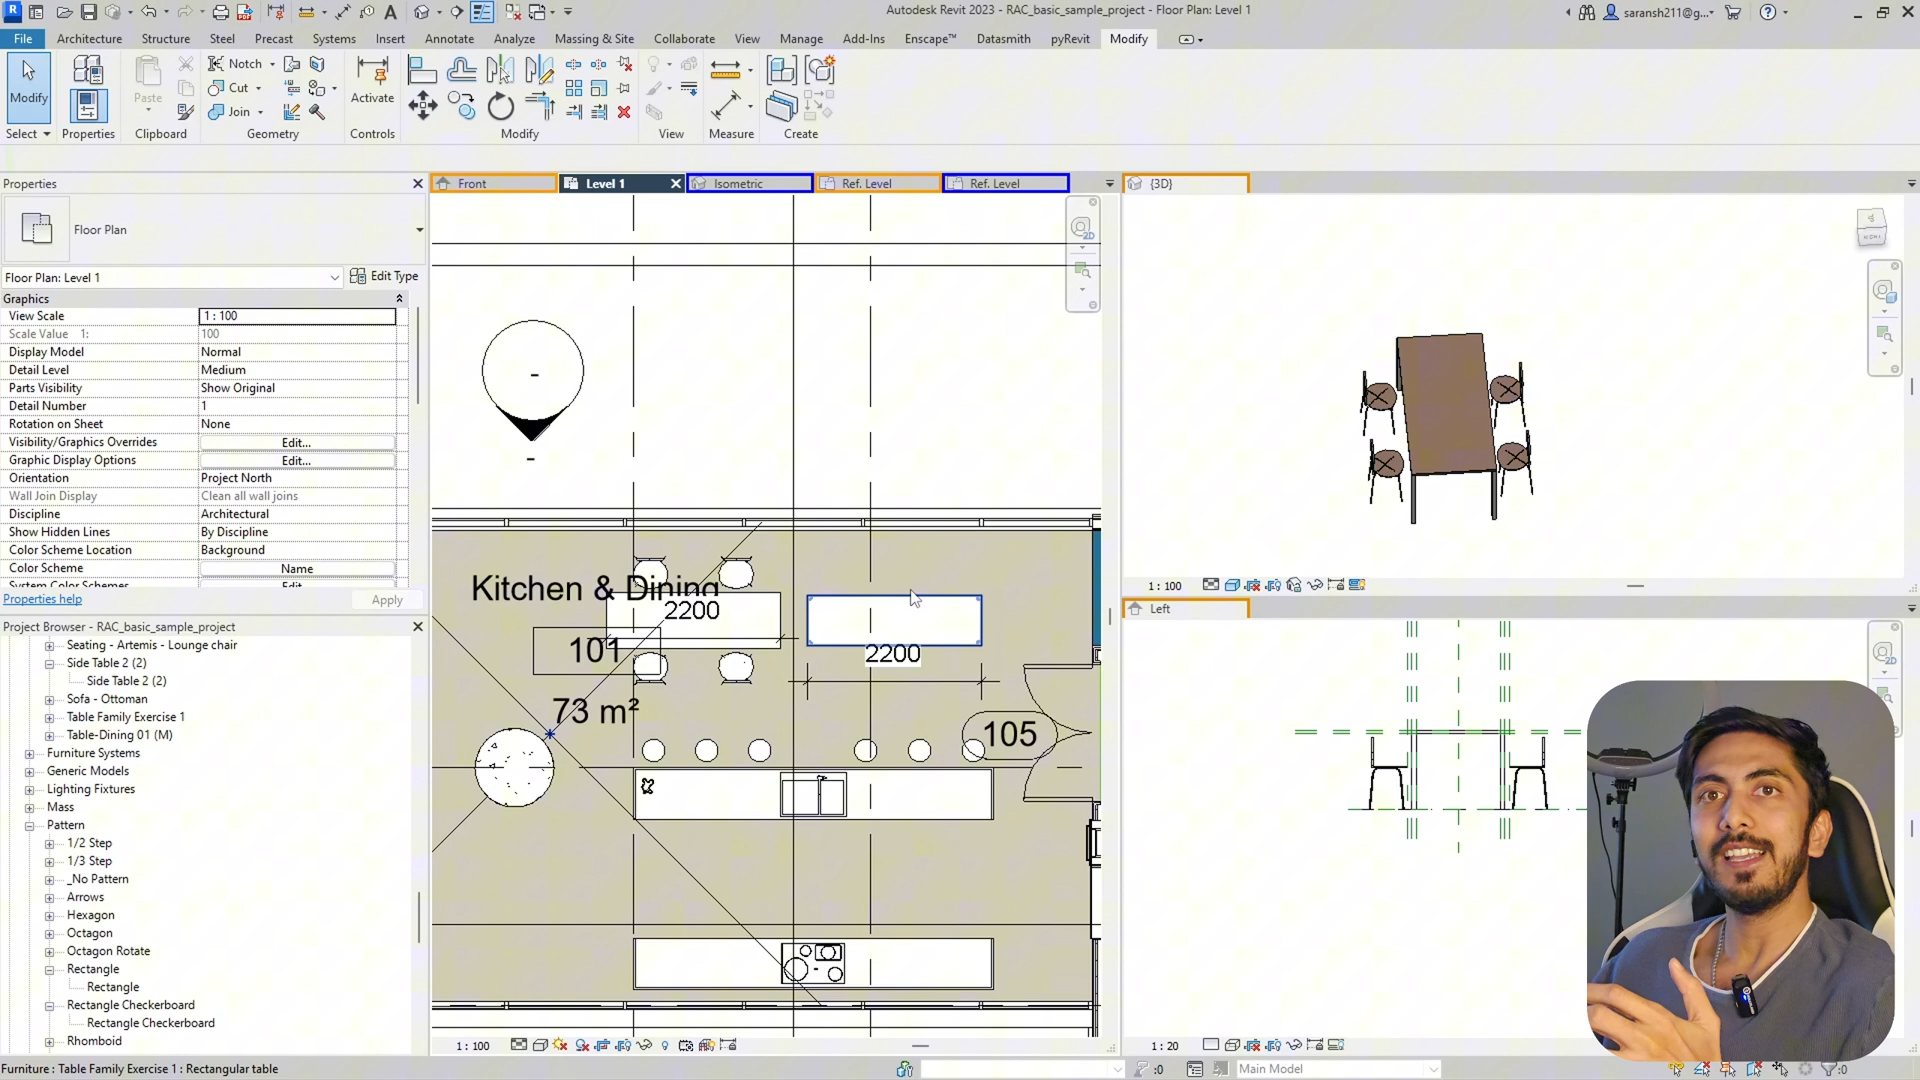 Autodesk Revit 2023 - RAC_basic_sample_project - Floor Plan: Level 1
saransh211@g...
File Architecture Structure Steel Precast Systems Insert Annotate Analyze Massing & Site Collaborate View Manage Add-Ins Enscape™ Datasmith pyRevit Modify
Modify
Paste
Notch
Cut
Join
Activate
Select Properties Clipboard Geometry Controls Modify View Measure Create
Properties
Floor Plan
Floor Plan: Level 1
Edit Type
Graphics
View Scale 1 : 100
Scale Value 1: 100
Display Model Normal
Detail Level Medium
Parts Visibility Show Original
Detail Number 1
Rotation on Sheet None
Visibility/Graphics Overrides Edit...
Graphic Display Options Edit...
Orientation Project North
Wall Join Display Clean all wall joins
Discipline Architectural
Show Hidden Lines By Discipline
Color Scheme Location Background
Color Scheme Name
System Color Schemes Edit
Properties help
Apply
Project Browser - RAC_basic_sample_project
Seating - Artemis - Lounge chair
Side Table 2 (2)
Side Table 2 (2)
Sofa - Ottoman
Table Family Exercise 1
Table-Dining 01 (M)
Furniture Systems
Generic Models
Lighting Fixtures
Mass
Pattern
1/2 Step
1/3 Step
_No Pattern
Arrows
Hexagon
Octagon
Octagon Rotate
Rectangle
Rectangle
Rectangle Checkerboard
Rectangle Checkerboard
Rhomboid
Front
Level 1
Isometric
Ref. Level
Ref. Level
2D
-
-
Kitchen & Dining
2200
101
2200
73 m²
105
1 : 100
{3D}
1 : 100
Left
1 : 20
Furniture : Table Family Exercise 1 : Rectangular table
:0
Main Model
:0